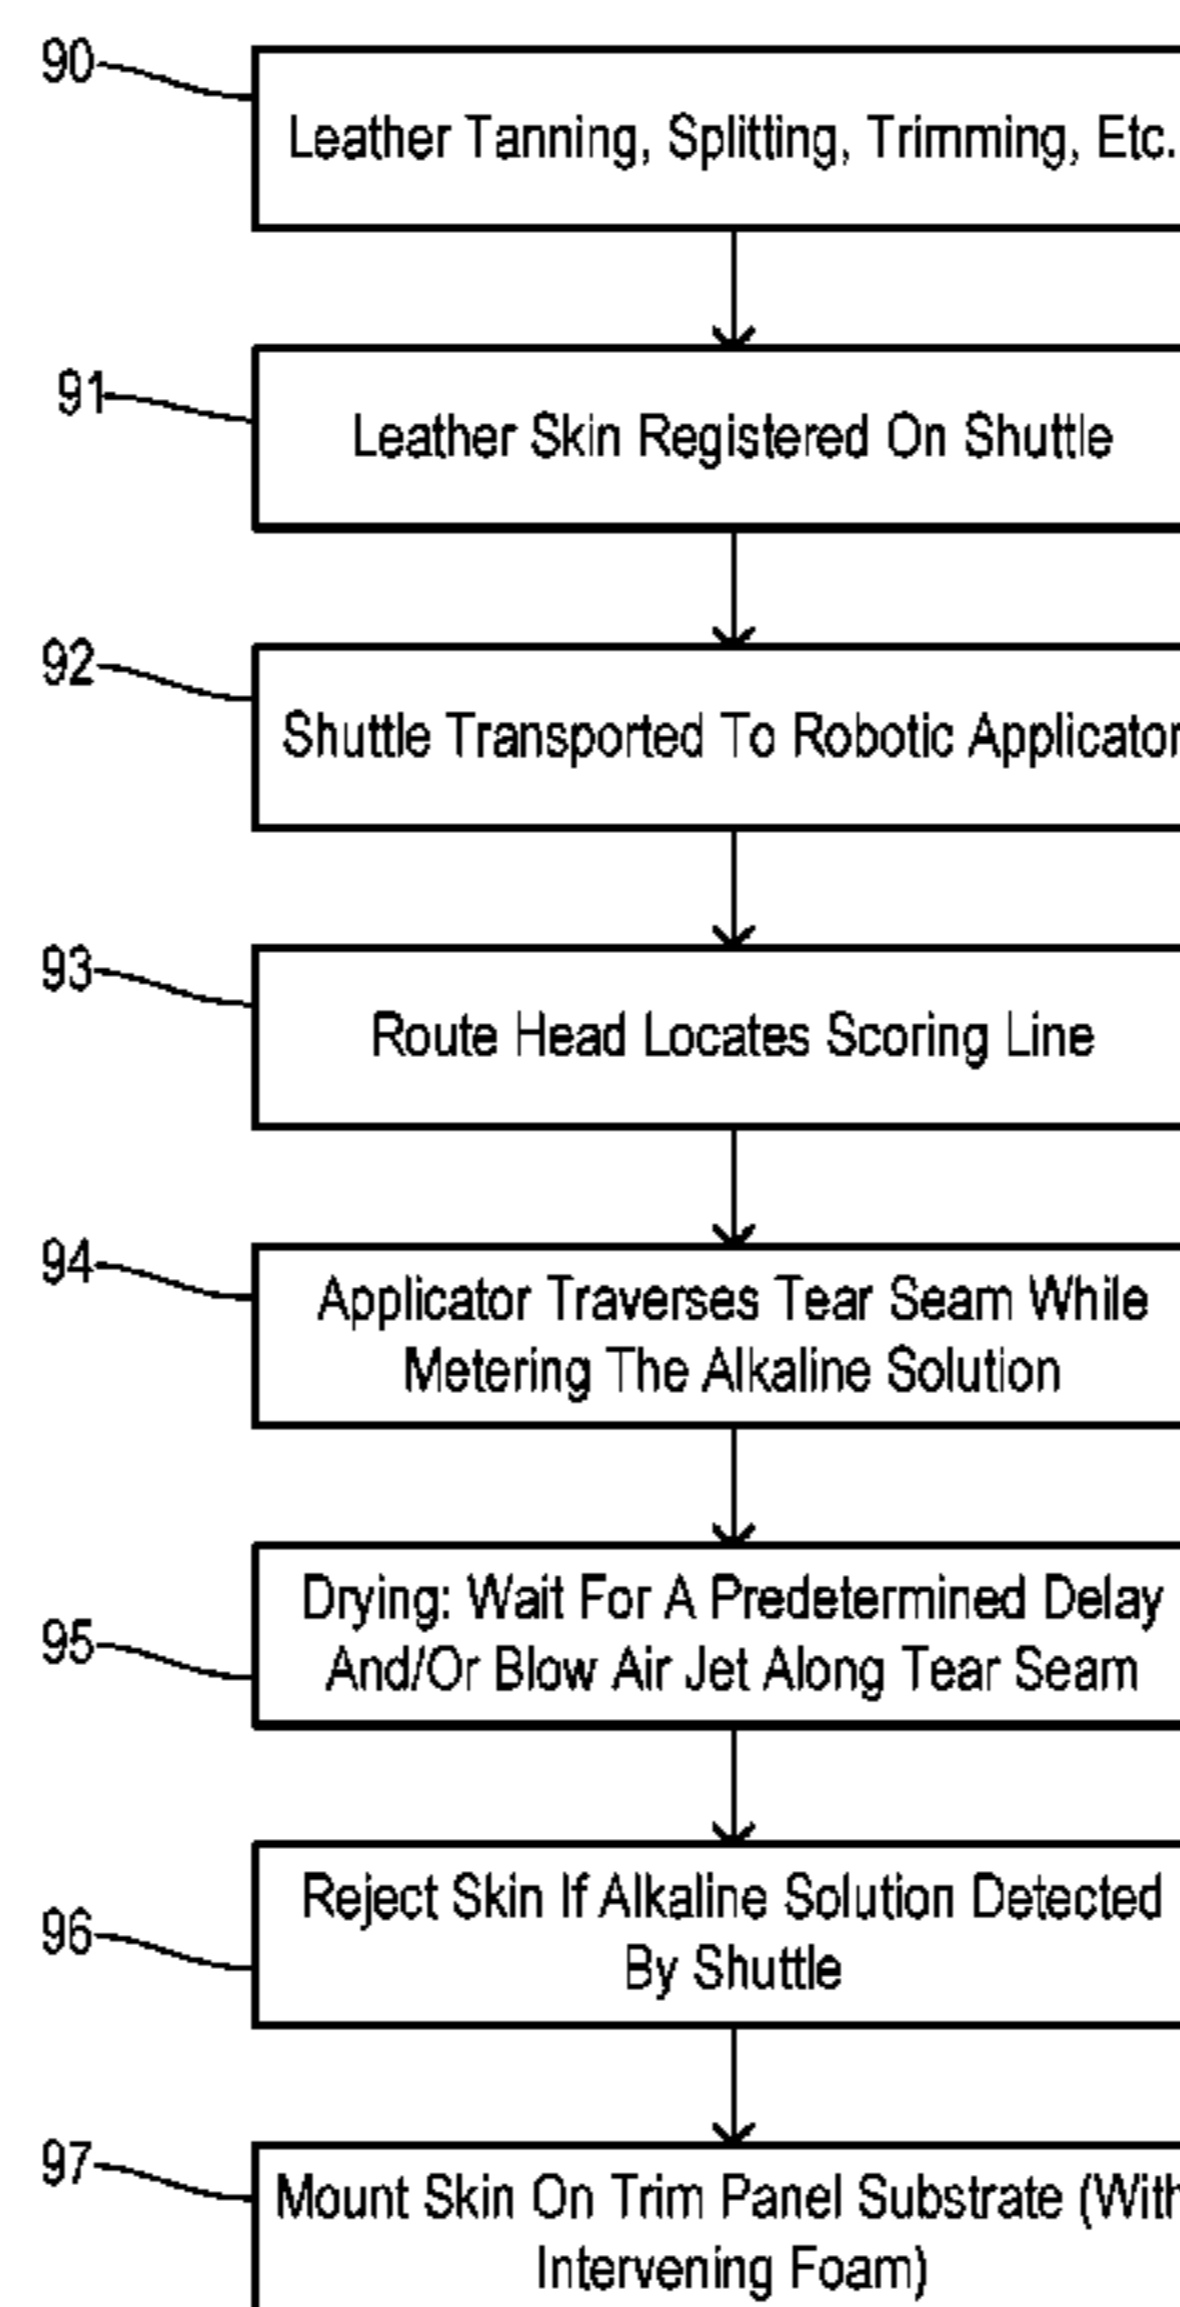 90
Leather Tanning, Splitting, Trimming, Etc.
91
Leather Skin Registered On Shuttle
92
Shuttle Transported To Robotic Applicator
93
Route Head Locates Scoring Line
94
Applicator Traverses Tear Seam While
Metering The Alkaline Solution
95
Drying: Wait For A Predetermined Delay
And/Or Blow Air Jet Along Tear Seam
96
Reject Skin If Alkaline Solution Detected
By Shuttle
97
Mount Skin On Trim Panel Substrate (With
Intervening Foam)